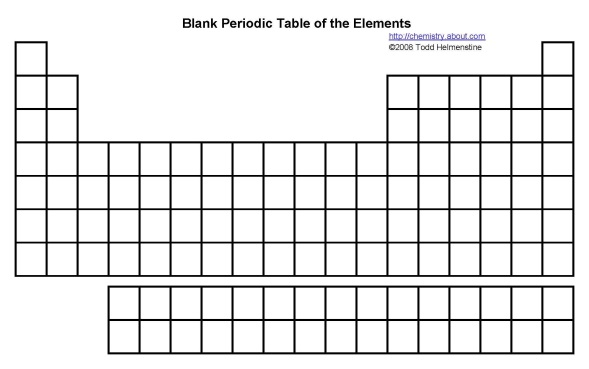 Blank Periodic Table of the Elements
http://chemistry.about.com
©2008 Todd Helmenstine